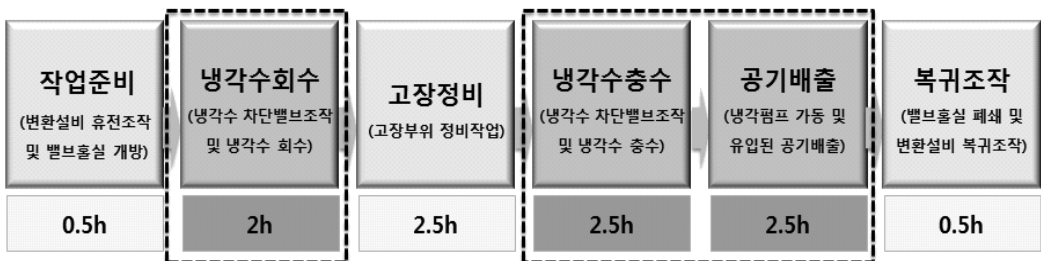 작업준비
(변환설비 휴전조작
및 밸브홀실 개방)
0.5h
냉각수회수
(냉각수 차단밸브조작
및 냉각수 회수)
2h
고장정비
(고장부위 정비작업)
2.5h
냉각수충수
(냉각수 차단밸브조작
및 냉각수 충수)
2.5h
공기배출
(냉각펌프 가동 및
유입된 공기배출)
2.5h
복귀조작
(밸브홀실 폐쇄 및
변환설비 복귀조작)
0.5h